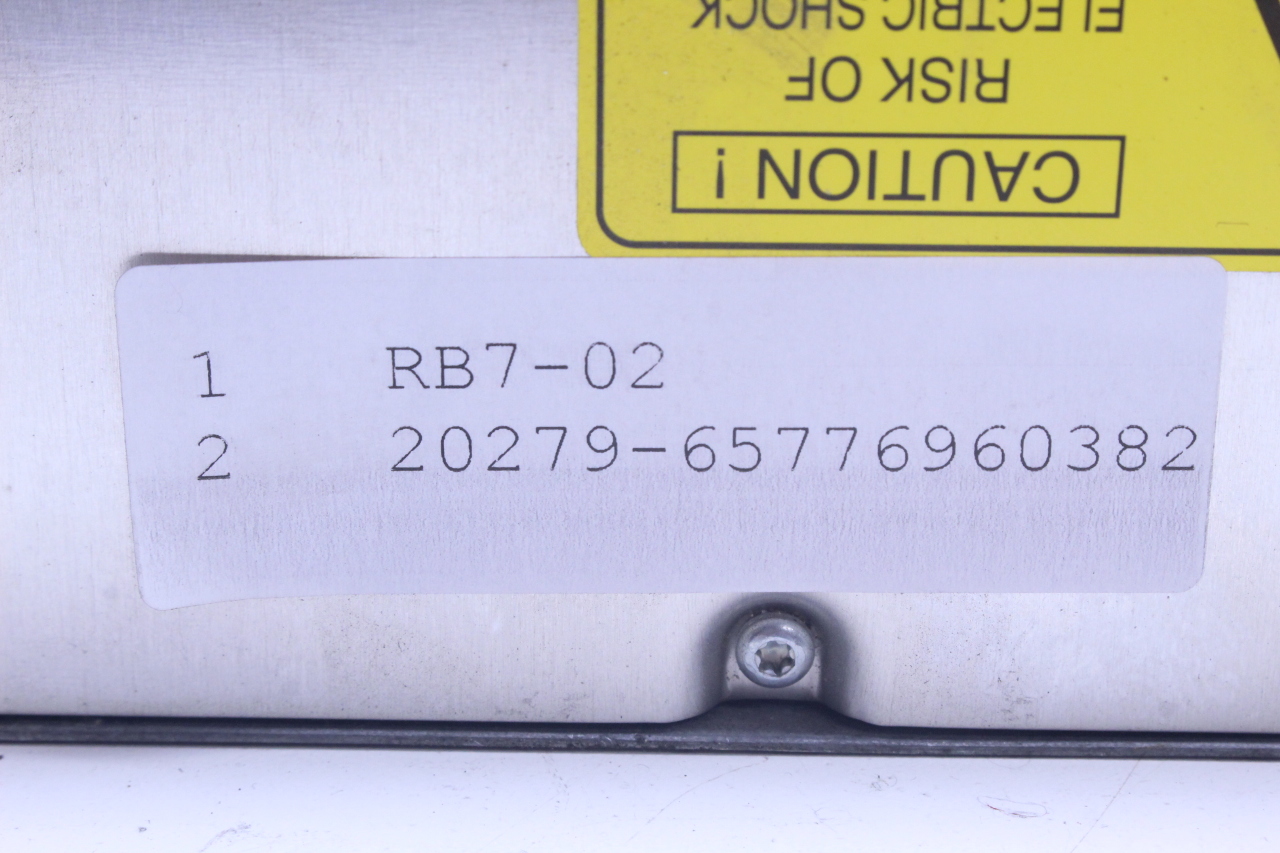 CAUTION !
RISK OF
ELECTRIC SHOCK
1 RB7-02
2 20279-65776960382